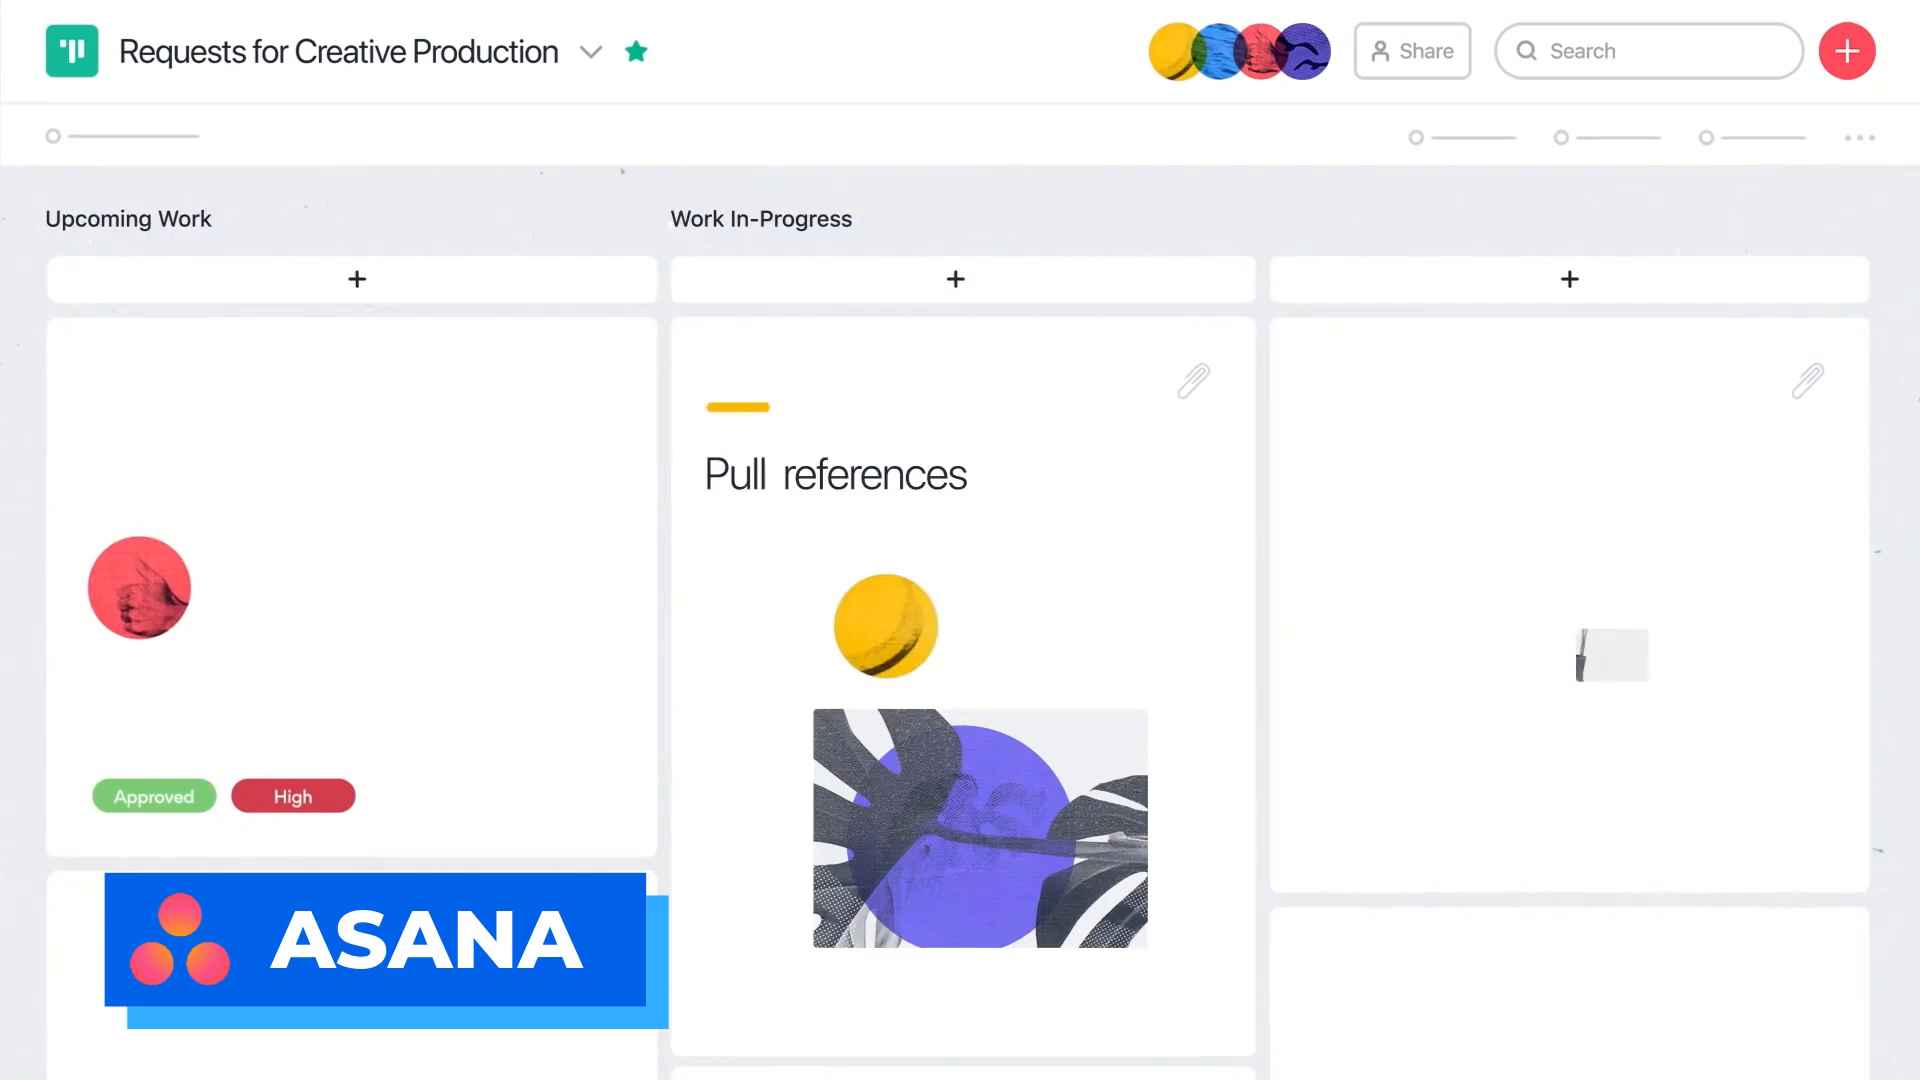 Requests for Creative Production
Share
Search
Upcoming Work
Work In-Progress
Pull references
Approved
High
ASANA